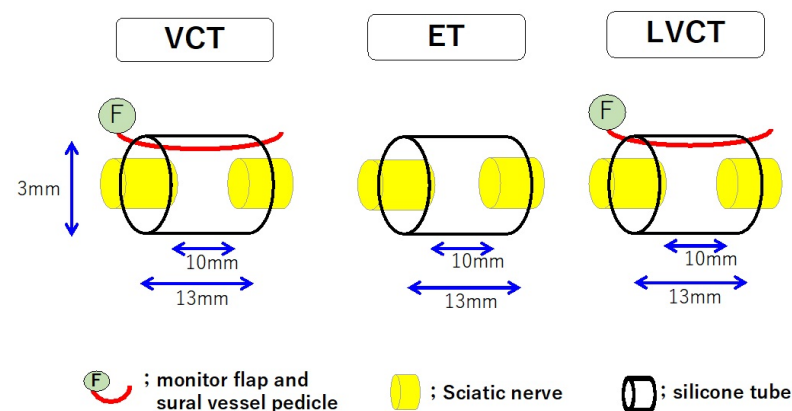 VCT
ET
LVCT
F
F
3mm
10mm
10mm
10mm
13mm
13mm
13mm
F
; monitor flap and
sural vessel pedicle
; Sciatic nerve
; silicone tube